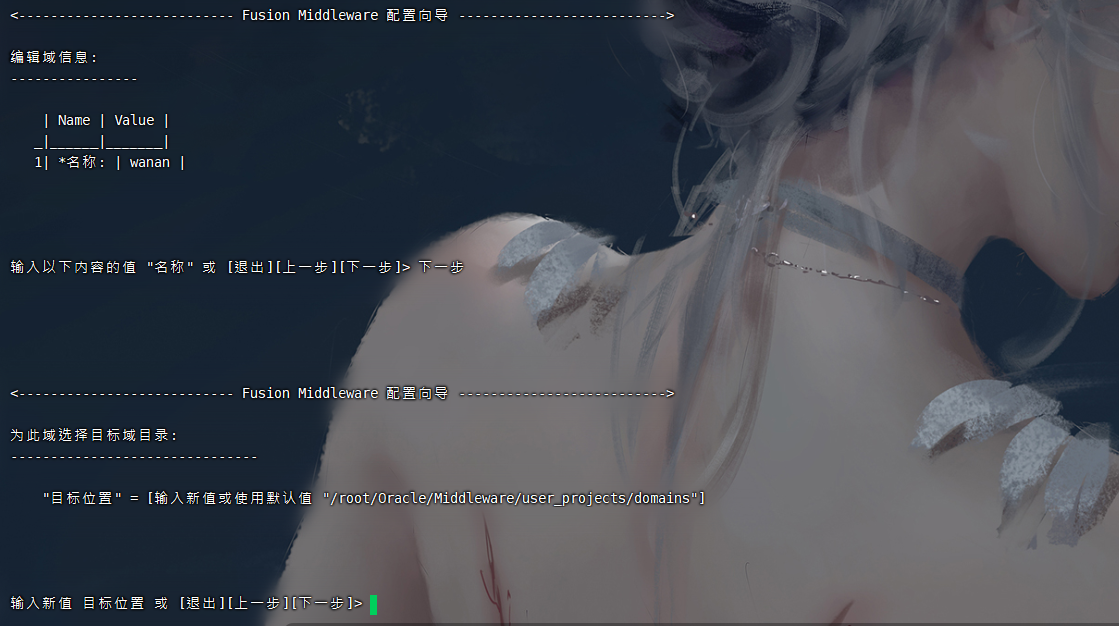 <--------------------------- Fusion Middleware 配置向导 -------------------------->
编辑域信息:
----------------
| Name | Value |
_|______|_______|
1| *名称: | wanan |
输入以下内容的值 "名称" 或 [退出][上一步][下一步]> 下一步
<--------------------------- Fusion Middleware 配置向导 -------------------------->
为此域选择目标域目录:
-------------------------------
"目标位置" = [输入新值或使用默认值 "/root/Oracle/Middleware/user_projects/domains"]
输入新值 目标位置 或 [退出][上一步][下一步]>